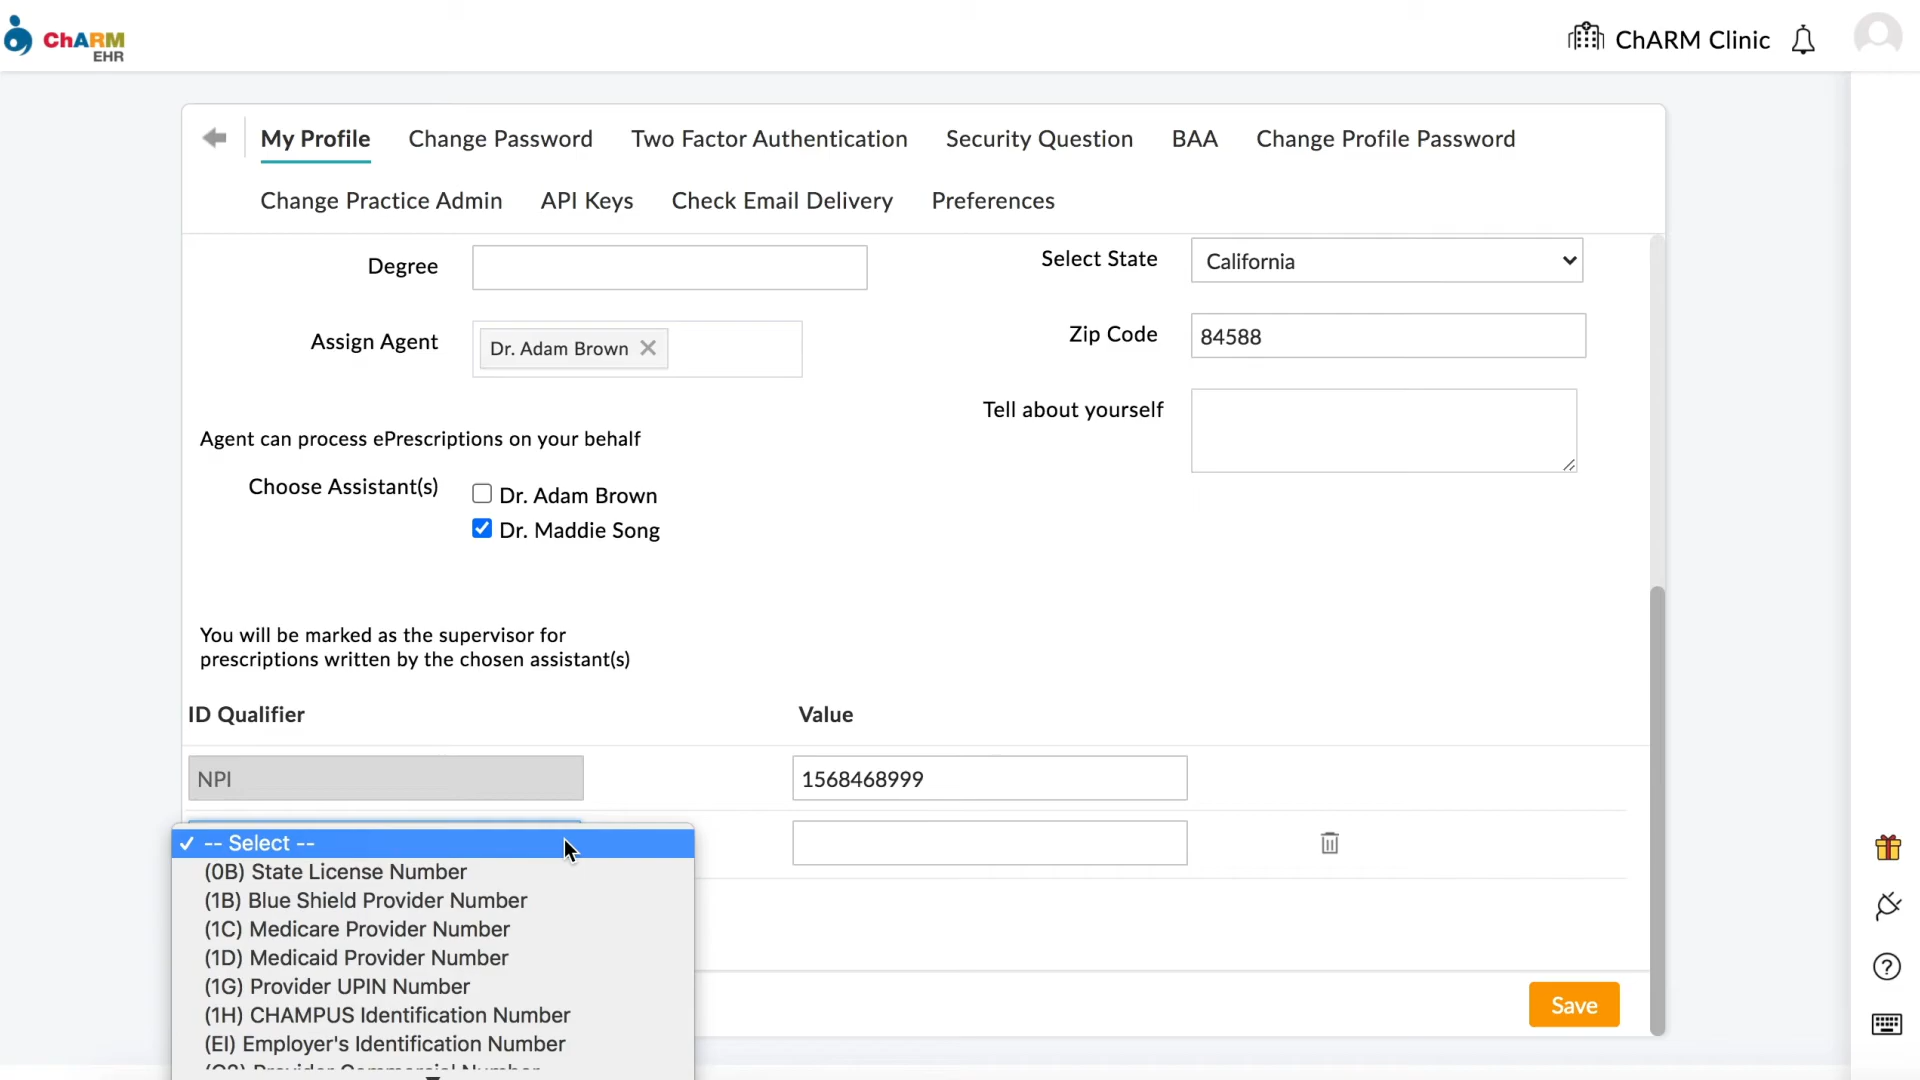 ChARM
EHR
ChARM Clinic
My Profile Change Password Two Factor Authentication Security Question BAA Change Profile Password
Change Practice Admin API Keys Check Email Delivery Preferences
Degree
Select State California
Assign Agent Dr. Adam Brown
Zip Code 84588
Tell about yourself
Agent can process ePrescriptions on your behalf
Choose Assistant(s) Dr. Adam Brown
Dr. Maddie Song
You will be marked as the supervisor for
prescriptions written by the chosen assistant(s)
ID Qualifier Value
NPI 1568468999
-- Select --
(0B) State License Number
(1B) Blue Shield Provider Number
(1C) Medicare Provider Number
(1D) Medicaid Provider Number
(1G) Provider UPIN Number
(1H) CHAMPUS Identification Number
(EI) Employer's Identification Number
Save